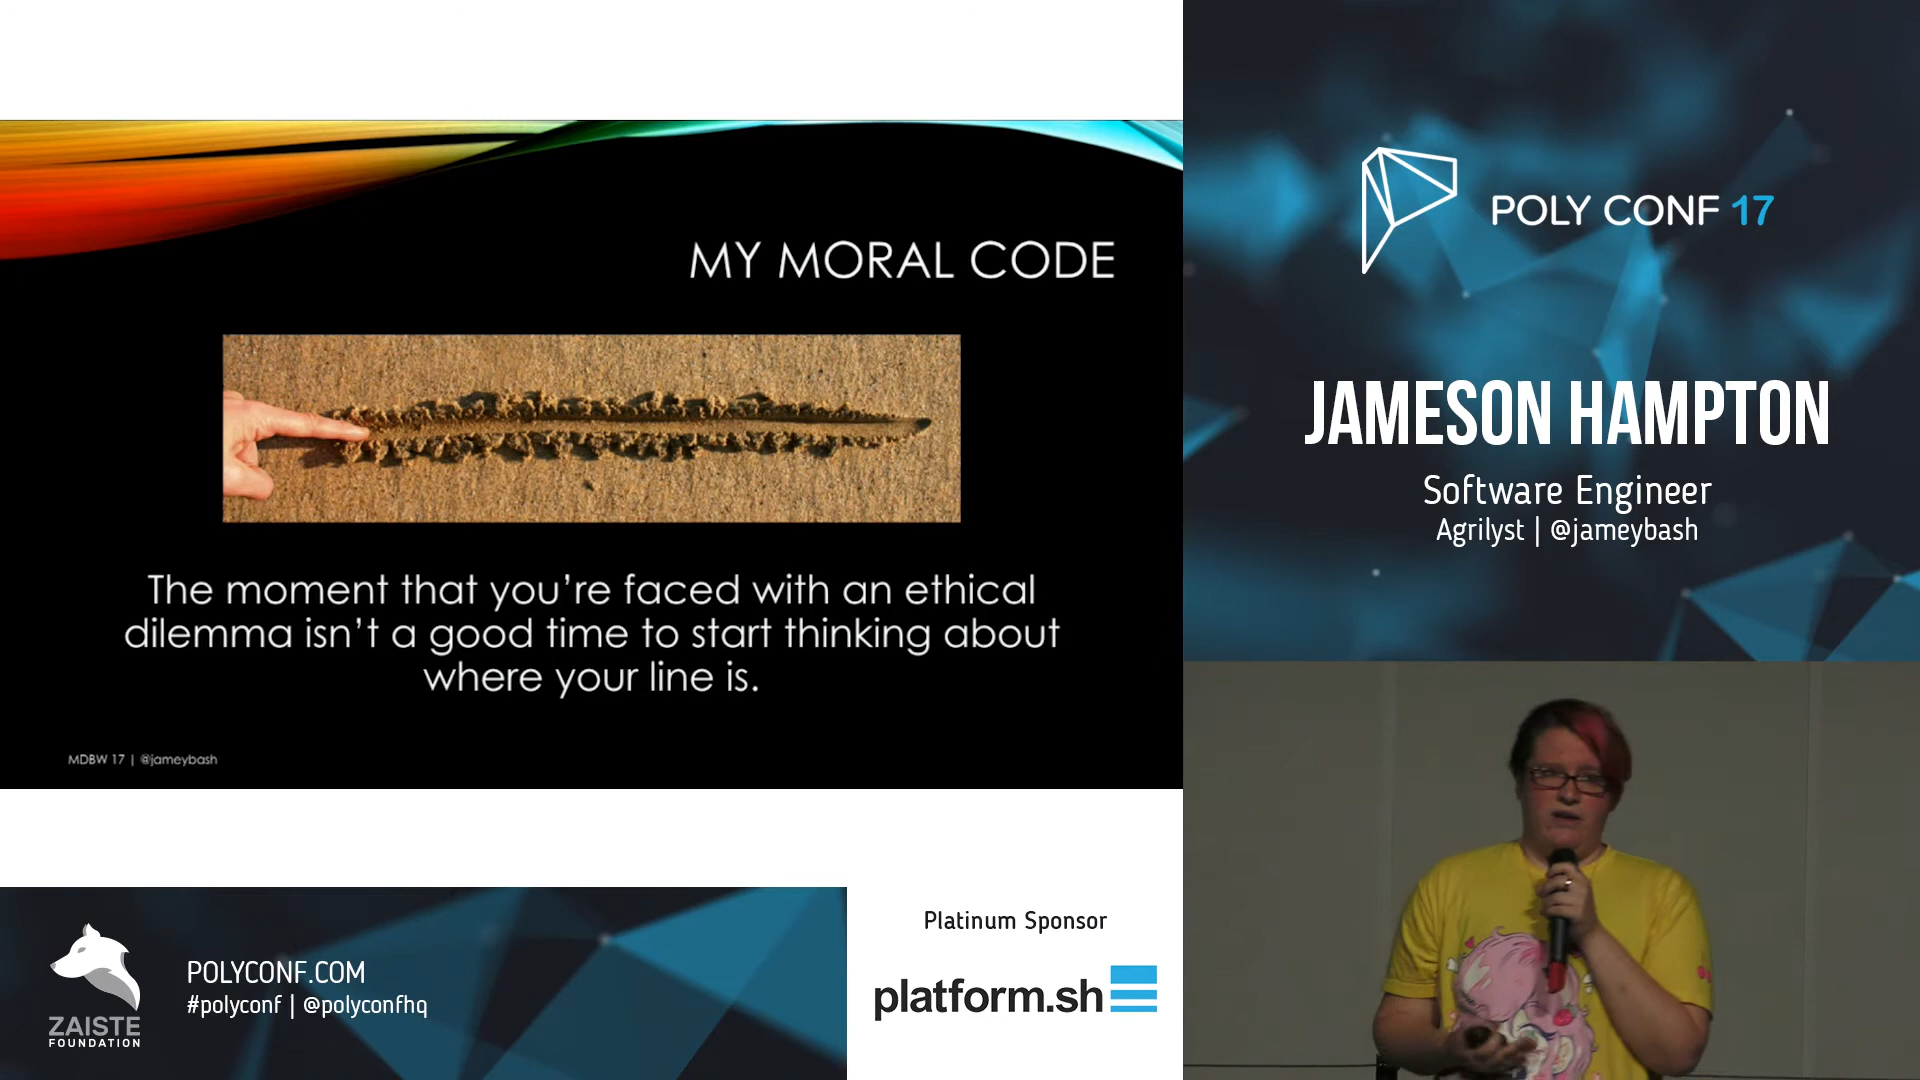 MY MORAL CODE
The moment that you're faced with an ethical
dilemma isn't a good time to start thinking about
where your line is.
MDBW 17 | @jameybash
POLY CONF 17
JAMESON HAMPTON
Software Engineer
Agrilyst | @jameybash
ZAISTE
FOUNDATION
POLYCONF.COM
#polyconf | @polyconfhq
Platinum Sponsor
platform.sh